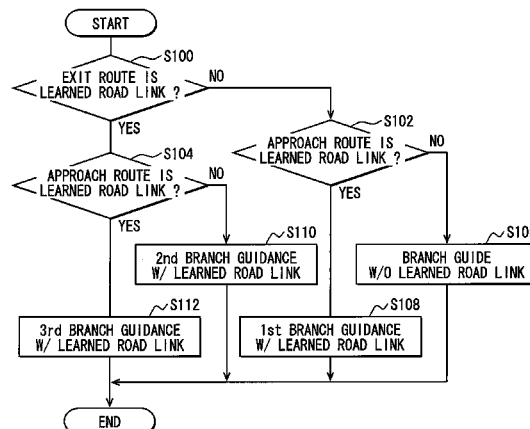 START
S100
EXIT ROUTE IS
LEARNED ROAD LINK ?
NO
YES
S102
APPROACH ROUTE IS
LEARNED ROAD LINK ?
NO
YES
S104
APPROACH ROUTE IS
LEARNED ROAD LINK ?
NO
YES
S110
2nd BRANCH GUIDANCE
W/ LEARNED ROAD LINK
S10
BRANCH GUIDE
W/O LEARNED ROAD LINK
S112
3rd BRANCH GUIDANCE
W/ LEARNED ROAD LINK
S108
1st BRANCH GUIDANCE
W/ LEARNED ROAD LINK
END